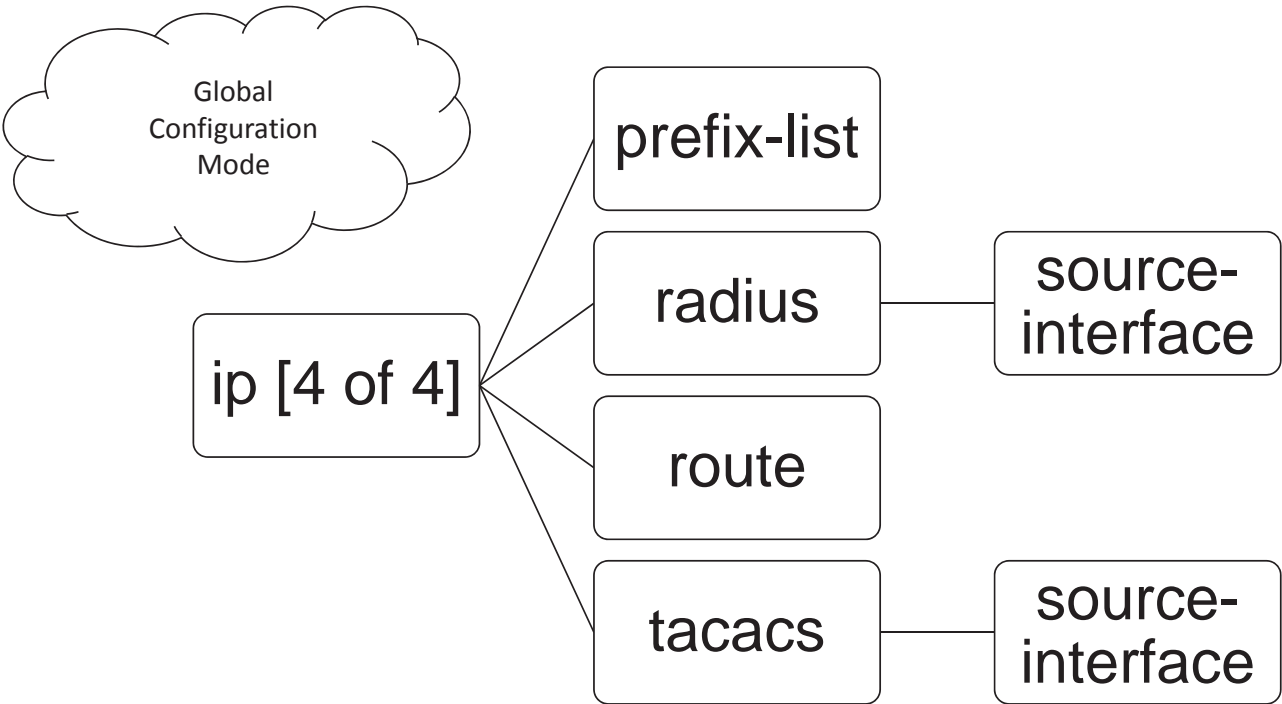 Global
Configuration
Mode
ip [4 of 4]
prefix-list
radius
source-
interface
route
tacacs
source-
interface